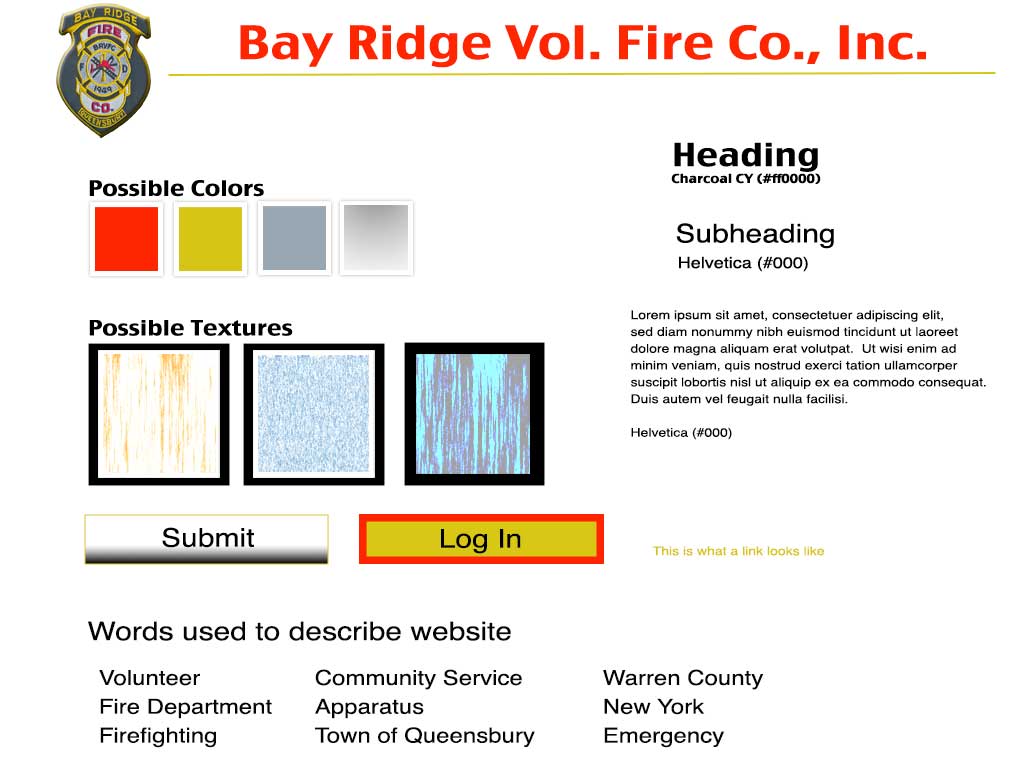 BAY RIDGE
FIRE
BRVFC
F D
1949
CO.
QUEENSBURY
Bay Ridge Vol. Fire Co., Inc.
Heading
Charcoal CY (#ff0000)
Possible Colors
Subheading
Helvetica (#000)
Possible Textures
Lorem ipsum sit amet, consectetuer adipiscing elit,
sed diam nonummy nibh euismod tincidunt ut laoreet
dolore magna aliquam erat volutpat.  Ut wisi enim ad
minim veniam, quis nostrud exerci tation ullamcorper
suscipit lobortis nisl ut aliquip ex ea commodo consequat.
Duis autem vel feugait nulla facilisi.
Helvetica (#000)
Submit
Log In
This is what a link looks like
Words used to describe website
Volunteer
Fire Department
Firefighting
Community Service
Apparatus
Town of Queensbury
Warren County
New York
Emergency